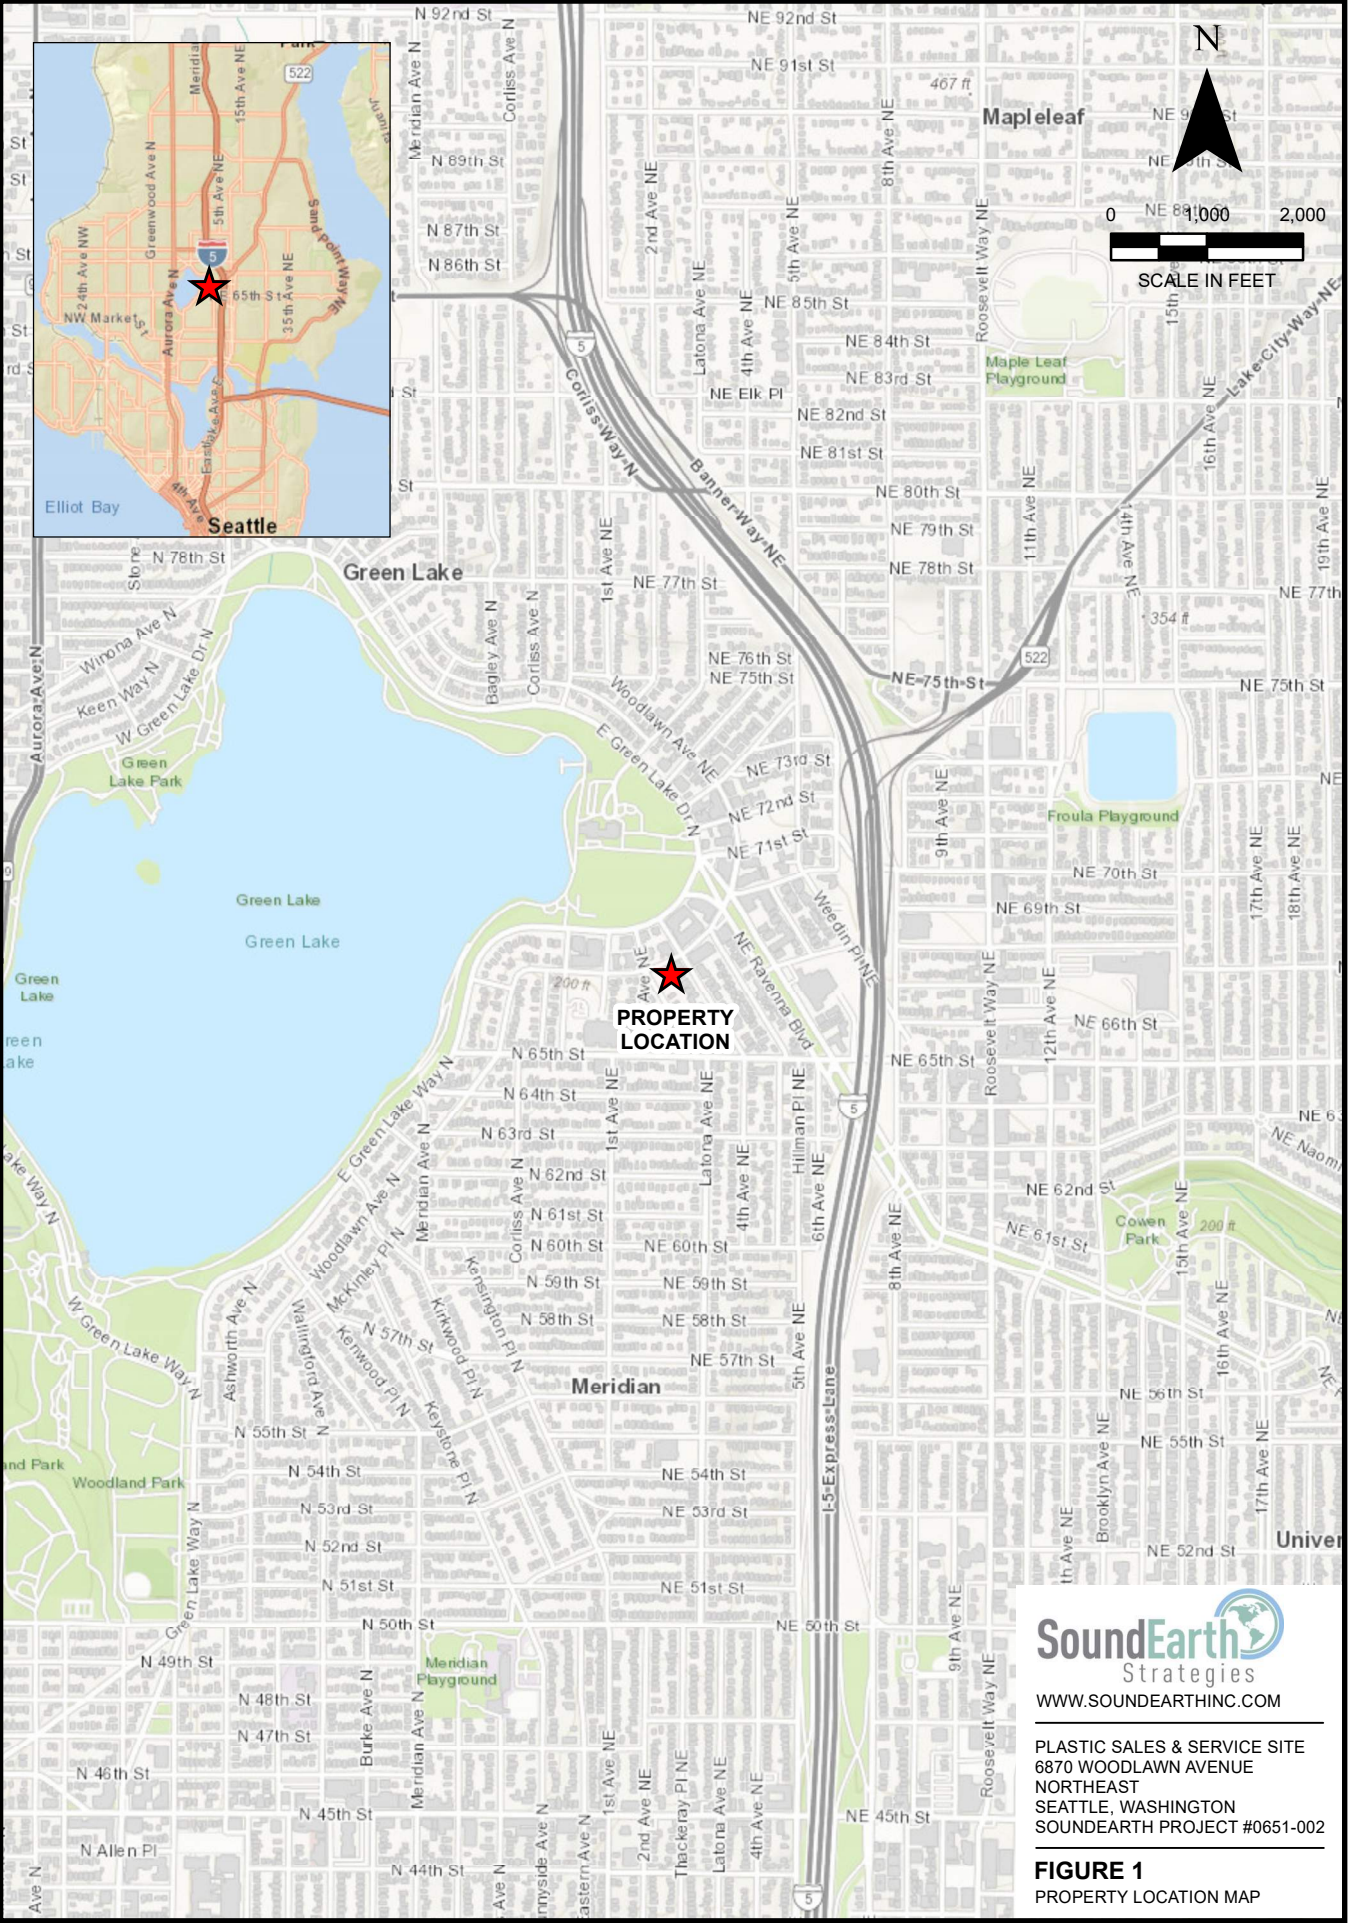 N 92nd St
NE 92nd St
NE 91st St
467 ft
Mapleleaf
N
Meridian Ave N
Corliss Ave N
N 89th St
N 87th St
N 86th St
2nd Ave NE
8th Ave NE
5th Ave NE
Roosevelt Way NE
0 1,000 2,000
SCALE IN FEET
NE 88th St
15th
Lake City Way NE
522
Meridian
15th Ave NE
Juanita
Greenwood Ave N
5th Ave NE
Sand Point Way NE
24th Ave NW
5
65th St
35th Ave NE
NW Market St
Aurora Ave N
Eastlake Ave E
4th Ave
Elliot Bay
Seattle
St
St
St
St
St
St
Latona Ave NE
4th Ave NE
NE 85th St
NE 84th St
NE 83rd St
NE Elk Pl
NE 82nd St
NE 81st St
NE 80th St
NE 79th St
NE 78th St
Maple Leaf
Playground
5
Corliss Way N
Banner Way NE
16th Ave NE
11th Ave NE
14th Ave NE
19th Ave NE
NE 77th
354 ft
Stone
N 78th St
Green Lake
1st Ave NE
NE 77th St
Winona Ave N
Keen Way N
W Green Lake Dr N
Bagley Ave N
Corliss Ave N
Aurora Ave N
NE 76th St
NE 75th St
NE 75th St
522
NE 75th St
Woodlawn Ave NE
E Green Lake Dr N
Green
Lake Park
NE 73rd St
NE 72nd St
NE 71st St
9th Ave NE
Froula Playground
NE
NE 70th St
NE 69th St
17th Ave NE
18th Ave NE
Green Lake
Green Lake
Weedin Pl NE
NE Ravenna Blvd
Green
Lake
200 ft
Ave NE
PROPERTY
LOCATION
Roosevelt Way NE
12th Ave NE
NE 66th St
NE 65th St
N 65th St
N 64th St
N 63rd St
N 62nd St
N 61st St
N 60th St
NE 60th St
N 59th St
NE 59th St
N 58th St
NE 58th St
NE 57th St
1st Ave NE
Latona Ave NE
Hillman Pl NE
4th Ave NE
6th Ave NE
5
8th Ave NE
E Green Lake Way N
Meridian Ave N
Corliss Ave N
Woodlawn Ave N
McKinley Pl N
Kensington Pl N
Kirkwood Pl N
N 57th St
Kenwood Pl N
Keystone Pl N
Wallingford Ave N
Ashworth Ave N
W Green Lake Way N
NE Naomi
NE 62nd St
NE 61st St
Cowen
Park
200 ft
15th Ave NE
16th Ave NE
5th Ave NE
Meridian
I-5 Express Lane
NE 56th St
NE 55th St
Brooklyn Ave NE
17th Ave NE
N 55th St
N 54th St
NE 54th St
N 53rd St
NE 53rd St
N 52nd St
NE 52nd St
N 51st St
NE 51st St
N 50th St
NE 50th St
Woodland Park
Green Lake Way N
N 49th St
N 48th St
N 47th St
N 46th St
N 45th St
NE 45th St
N Allen Pl
N 44th St
Meridian
Playground
Burke Ave N
Meridian Ave N
1st Ave NE
2nd Ave NE
Thackeray Pl NE
Latona Ave NE
4th Ave NE
9th Ave NE
Roosevelt Way NE
Ave N
Ave N
5
SoundEarth
Strategies
WWW.SOUNDEARTHINC.COM
PLASTIC SALES & SERVICE SITE
6870 WOODLAWN AVENUE
NORTHEAST
SEATTLE, WASHINGTON
SOUNDEARTH PROJECT #0651-002
FIGURE 1
PROPERTY LOCATION MAP